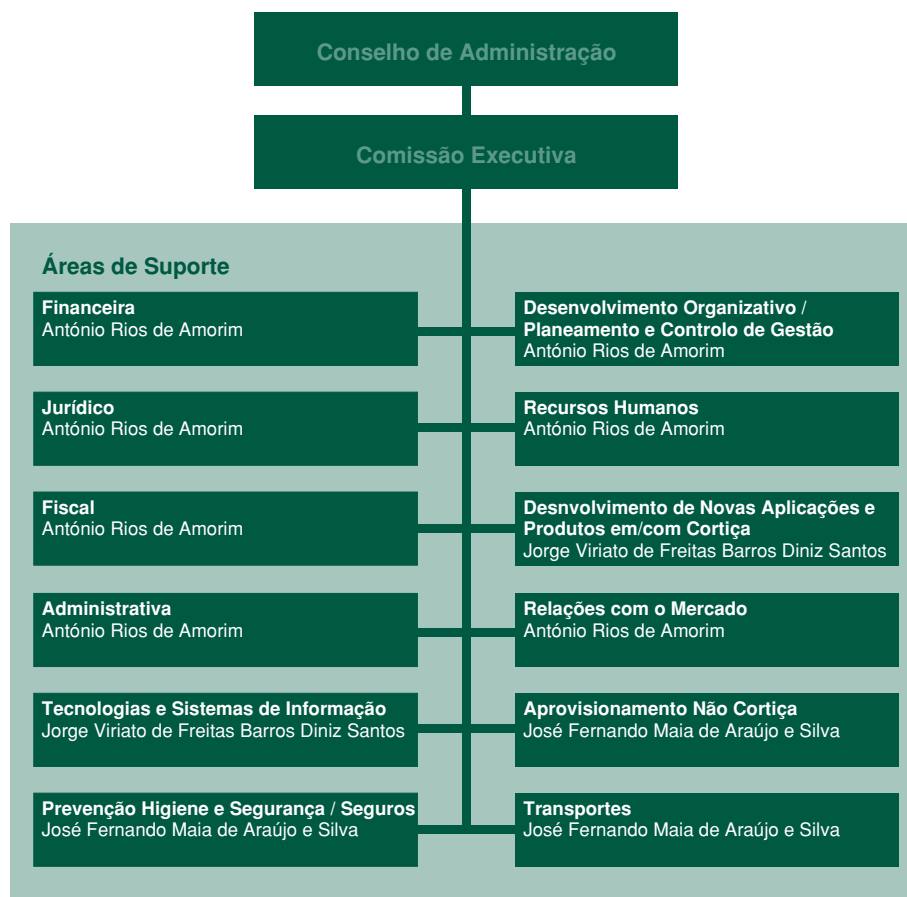 Conselho de Administração
Comissão Executiva
Áreas de Suporte
Financeira
António Rios de Amorim
Desenvolvimento Organizativo /
Planeamento e Controlo de Gestão
António Rios de Amorim
Jurídico
António Rios de Amorim
Recursos Humanos
António Rios de Amorim
Fiscal
António Rios de Amorim
Desnvolvimento de Novas Aplicações e
Produtos em/com Cortiça
Jorge Viriato de Freitas Barros Diniz Santos
Administrativa
António Rios de Amorim
Relações com o Mercado
António Rios de Amorim
Tecnologias e Sistemas de Informação
Jorge Viriato de Freitas Barros Diniz Santos
Aprovisionamento Não Cortiça
José Fernando Maia de Araújo e Silva
Prevenção Higiene e Segurança / Seguros
José Fernando Maia de Araújo e Silva
Transportes
José Fernando Maia de Araújo e Silva